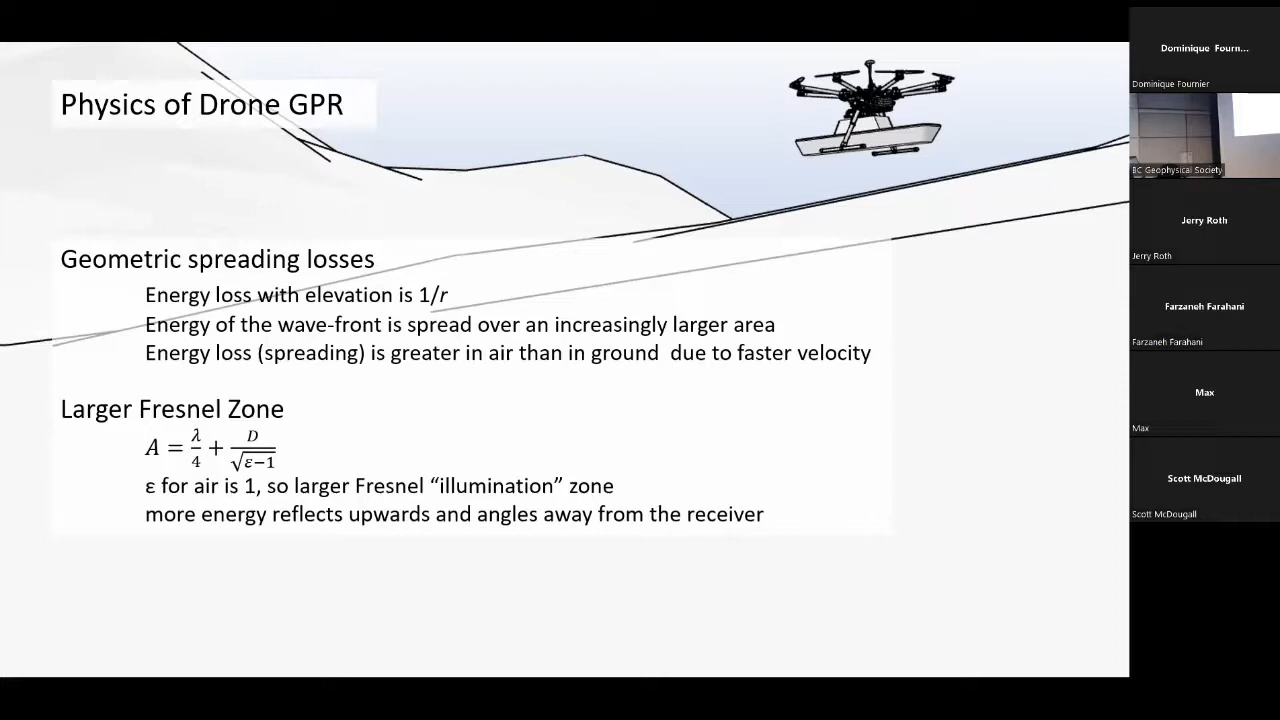 Physics of Drone GPR
Geometric spreading losses
Energy loss with elevation is 1/r
Energy of the wave-front is spread over an increasingly larger area
Energy loss (spreading) is greater in air than in ground due to faster velocity
Larger Fresnel Zone
A = λ/4 + D/√(ε−1)
ε for air is 1, so larger Fresnel “illumination” zone
more energy reflects upwards and angles away from the receiver
Dominique Fourn...
Dominique Fournier
BC Geophysical Society
Jerry Roth
Jerry Roth
Farzaneh Farahani
Farzaneh Farahani
Max
Max
Scott McDougall
Scott McDougall